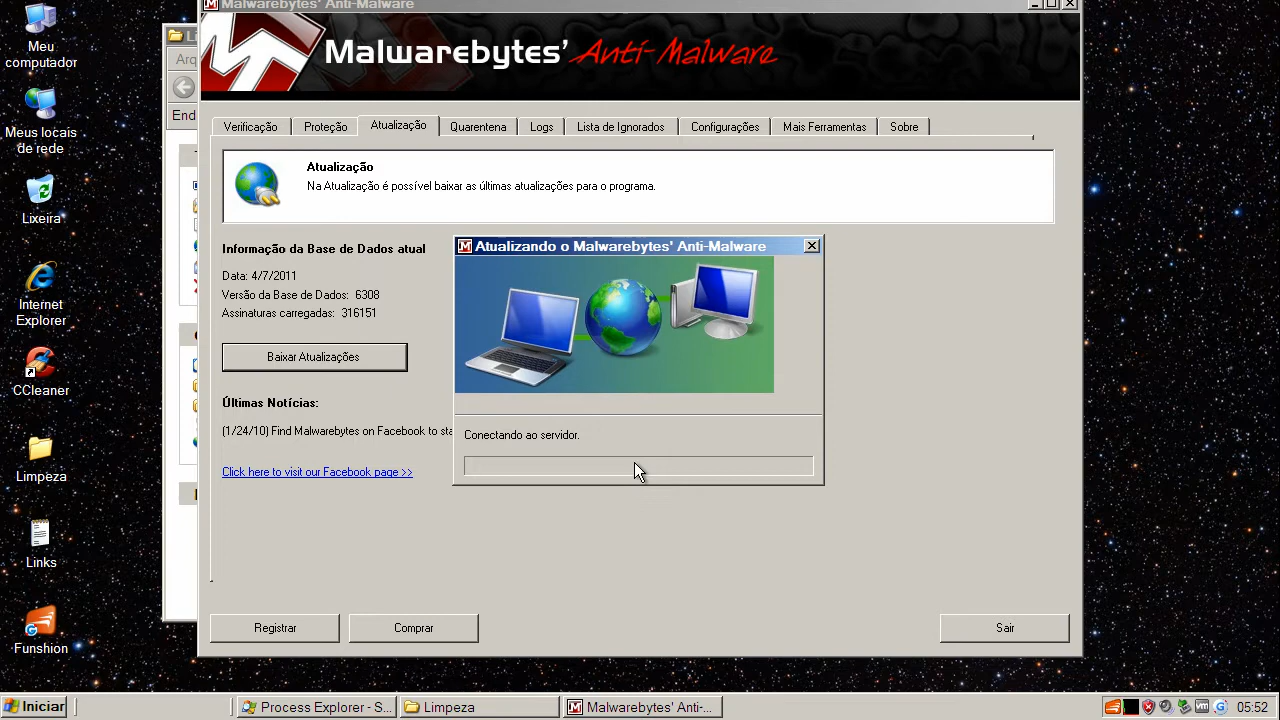 Malwarebytes' Anti-Malware
Malwarebytes' Anti-Malware
Meu
computador
Meus locais
de rede
Lixeira
Internet
Explorer
CCleaner
Limpeza
Links
Funshion
End
Verificação
Proteção
Atualização
Quarentena
Logs
Lista de Ignorados
Configurações
Mais Ferramentas
Sobre
Atualização
Na Atualização é possível baixar as últimas atualizações para o programa.
Informação da Base de Dados atual
Data: 4/7/2011
Versão da Base de Dados: 6308
Assinaturas carregadas: 316151
Baixar Atualizações
Últimas Notícias:
(1/24/10) Find Malwarebytes on Facebook to sta
Click here to visit our Facebook page >>
Atualizando o Malwarebytes' Anti-Malware
Conectando ao servidor.
Registrar
Comprar
Sair
Iniciar
Process Explorer - S...
Limpeza
Malwarebytes' Anti-...
05:52